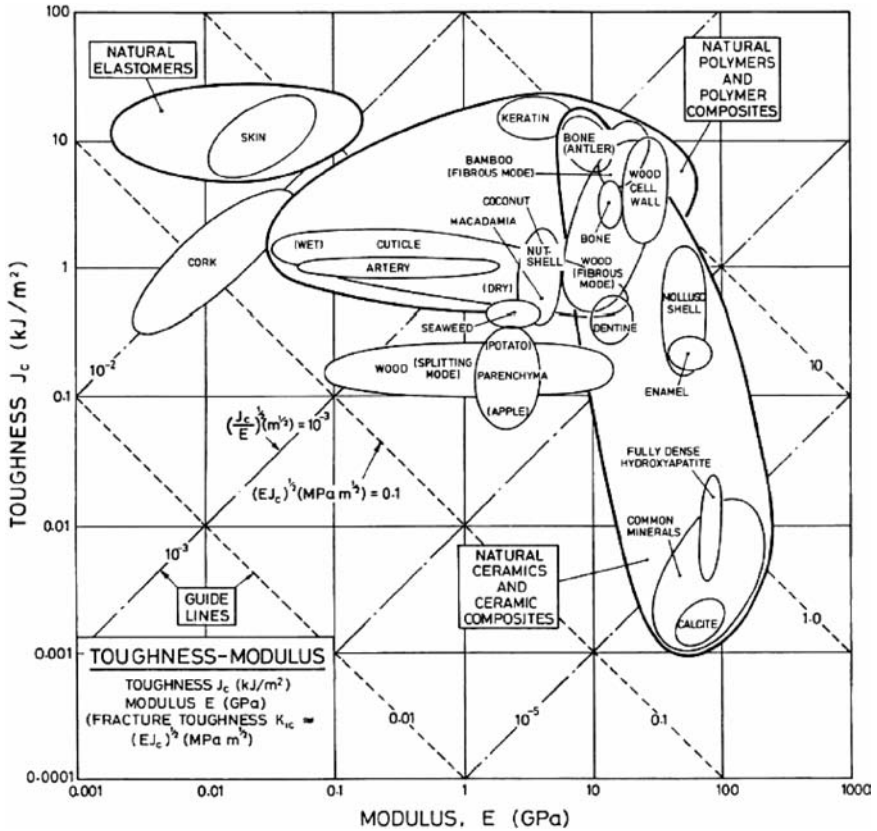 100
10
1
0.1
0.01
0.001
0.0001
TOUGHNESS Jc (kJ/m²)
NATURAL
ELASTOMERS
SKIN
CORK
NATURAL
POLYMERS
AND
POLYMER
COMPOSITES
KERATIN
BONE
(ANTLER)
BAMBOO
(FIBROUS MODE)
WOOD
CELL
WALL
COCONUT
MACADAMIA
BONE
(WET)
CUTICLE
ARTERY
(DRY)
NUT-
SHELL
WOOD
(FIBROUS
MODE)
SEAWEED
DENTINE
MOLLUSC
SHELL
ENAMEL
WOOD (SPLITTING
MODE)
(POTATO)
PARENCHYMA
(APPLE)
10⁻²
10
(Jc/E)^½ (m^½) = 10⁻³
(EJc)^½ (MPa m^½) = 0.1
FULLY DENSE
HYDROXYAPATITE
COMMON
MINERALS
CALCITE
10⁻³
GUIDE
LINES
NATURAL
CERAMICS
AND
CERAMIC
COMPOSITES
1.0
0.01
10⁻⁵
0.1
TOUGHNESS-MODULUS
TOUGHNESS Jc (kJ/m²)
MODULUS E (GPa)
(FRACTURE TOUGHNESS K_IC ≈
(EJc)^½ (MPa m^½)
0.001
0.01
0.1
1
10
100
1000
MODULUS, E (GPa)